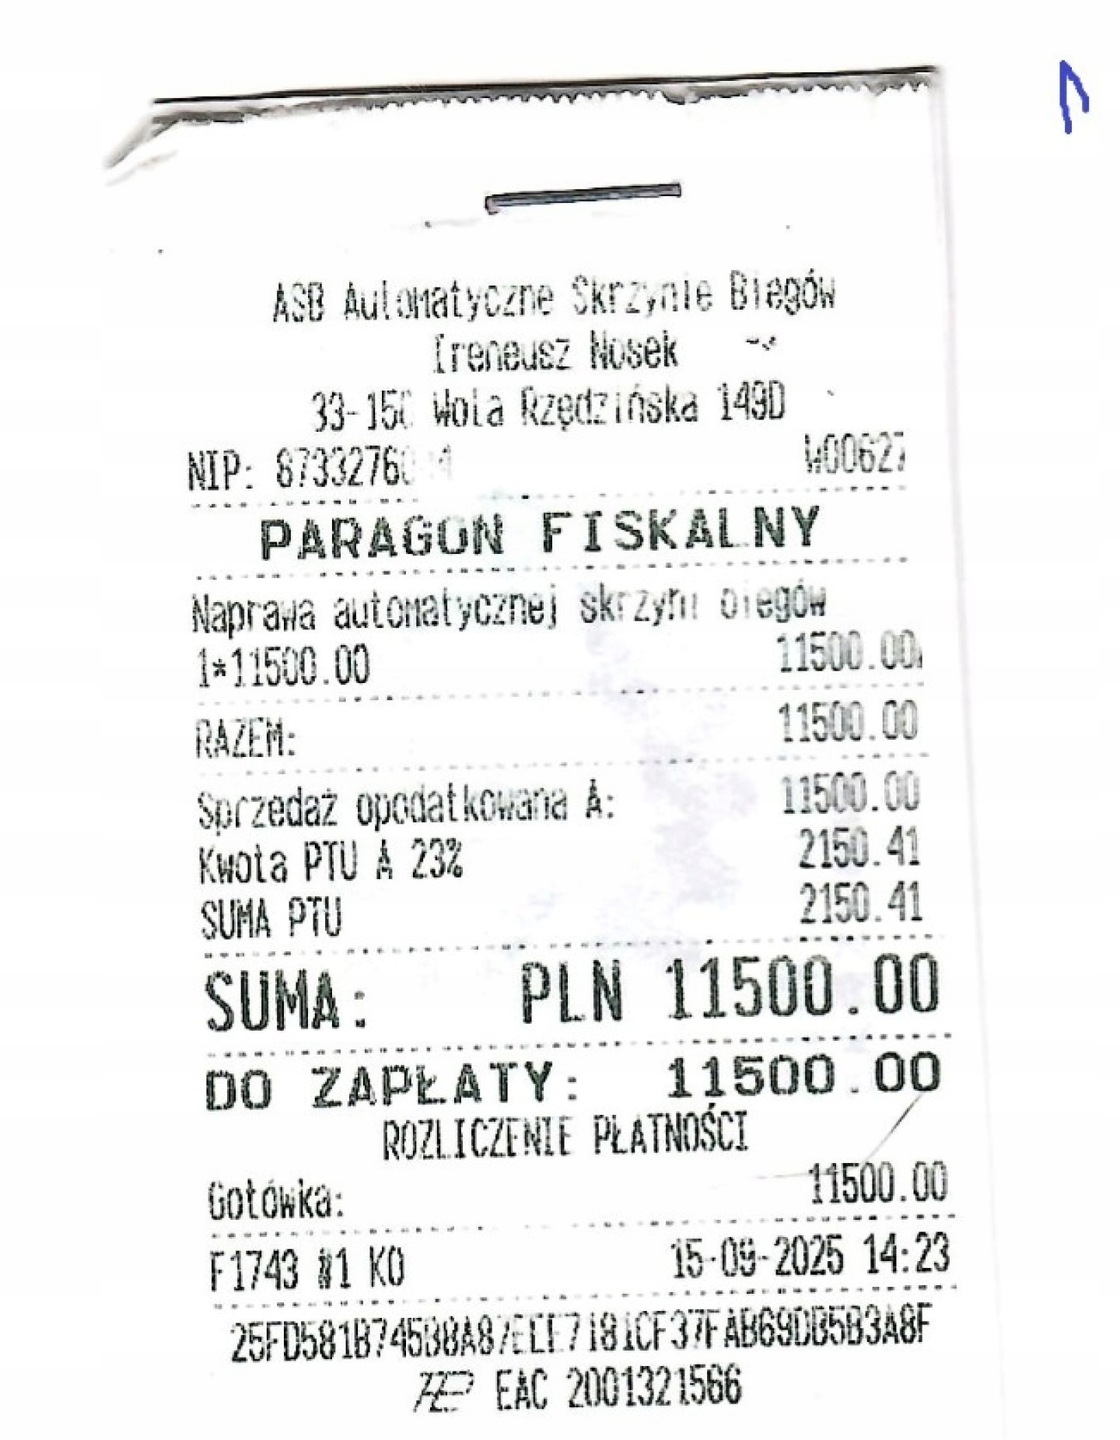 ASB Automatyczne Skrzynie Biegów
Ireneusz Nosek
Wola Rzędzińska 149D
NIP: W00627
PARAGON FISKALNY
Naprawa automatycznej skrzyni biegów
1*11500.00 11500.00
RAZEM: 11500.00
Sprzedaż opodatkowana A: 11500.00
Kwota PTU A 23% 2150.41
SUMA PTU 2150.41
SUMA: PLN 11500.00
DO ZAPŁATY: 11500.00
ROZLICZENIE PŁATNOŚCI
Gotówka: 11500.00
F1743 #1 KO 15-09-2025 14:23
EAC 2001321566